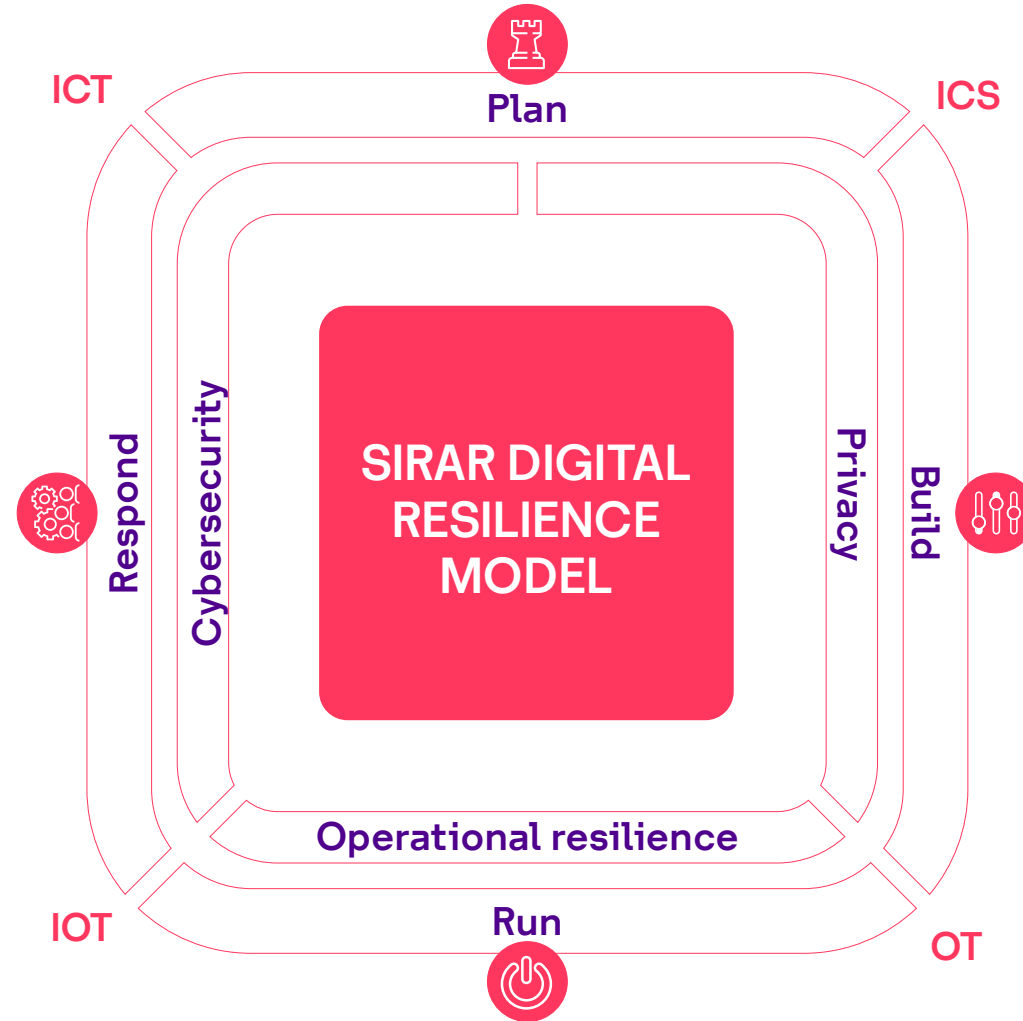 ICT
ICS
Plan
Respond
Cybersecurity
SIRAR DIGITAL
RESILIENCE
MODEL
Privacy
Build
Operational resilience
Run
IOT
OT